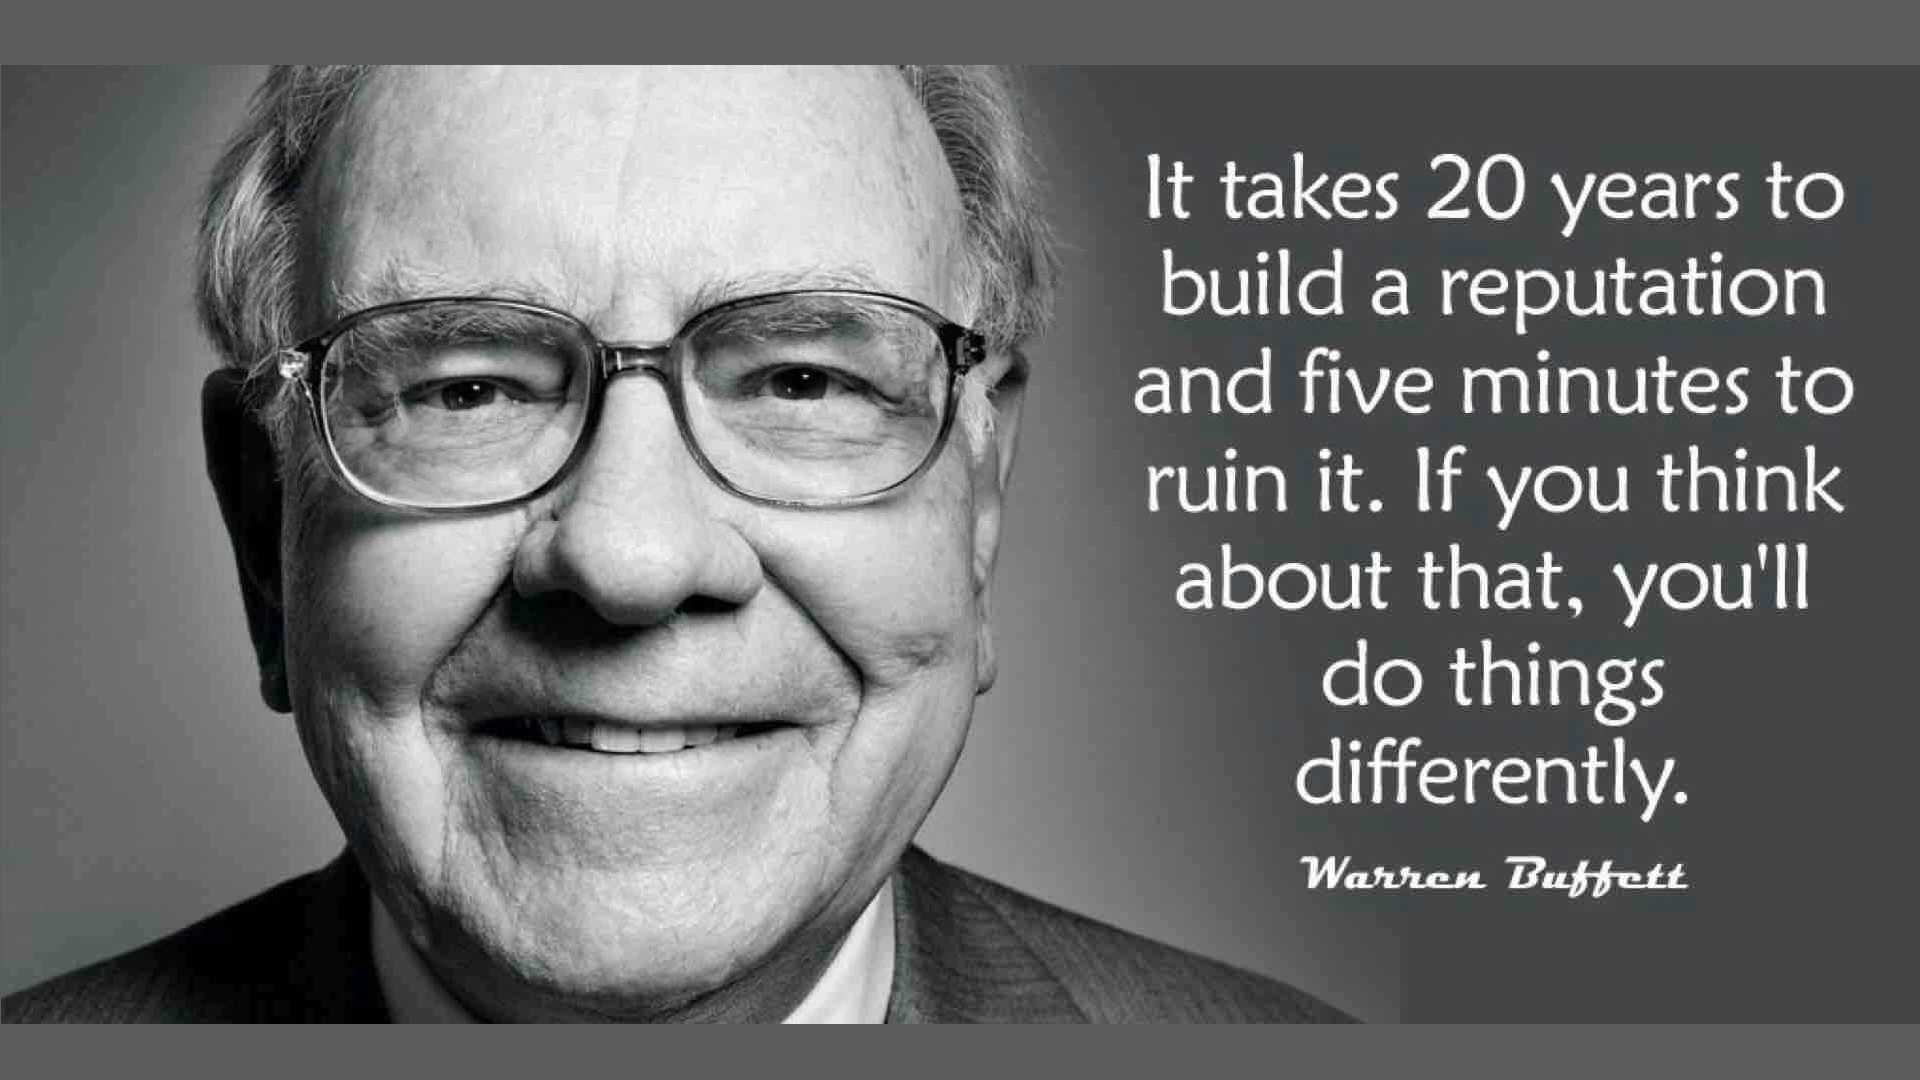 It takes 20 years to
build a reputation
and five minutes to
ruin it. If you think
about that, you'll
do things
differently.
Warren Buffett